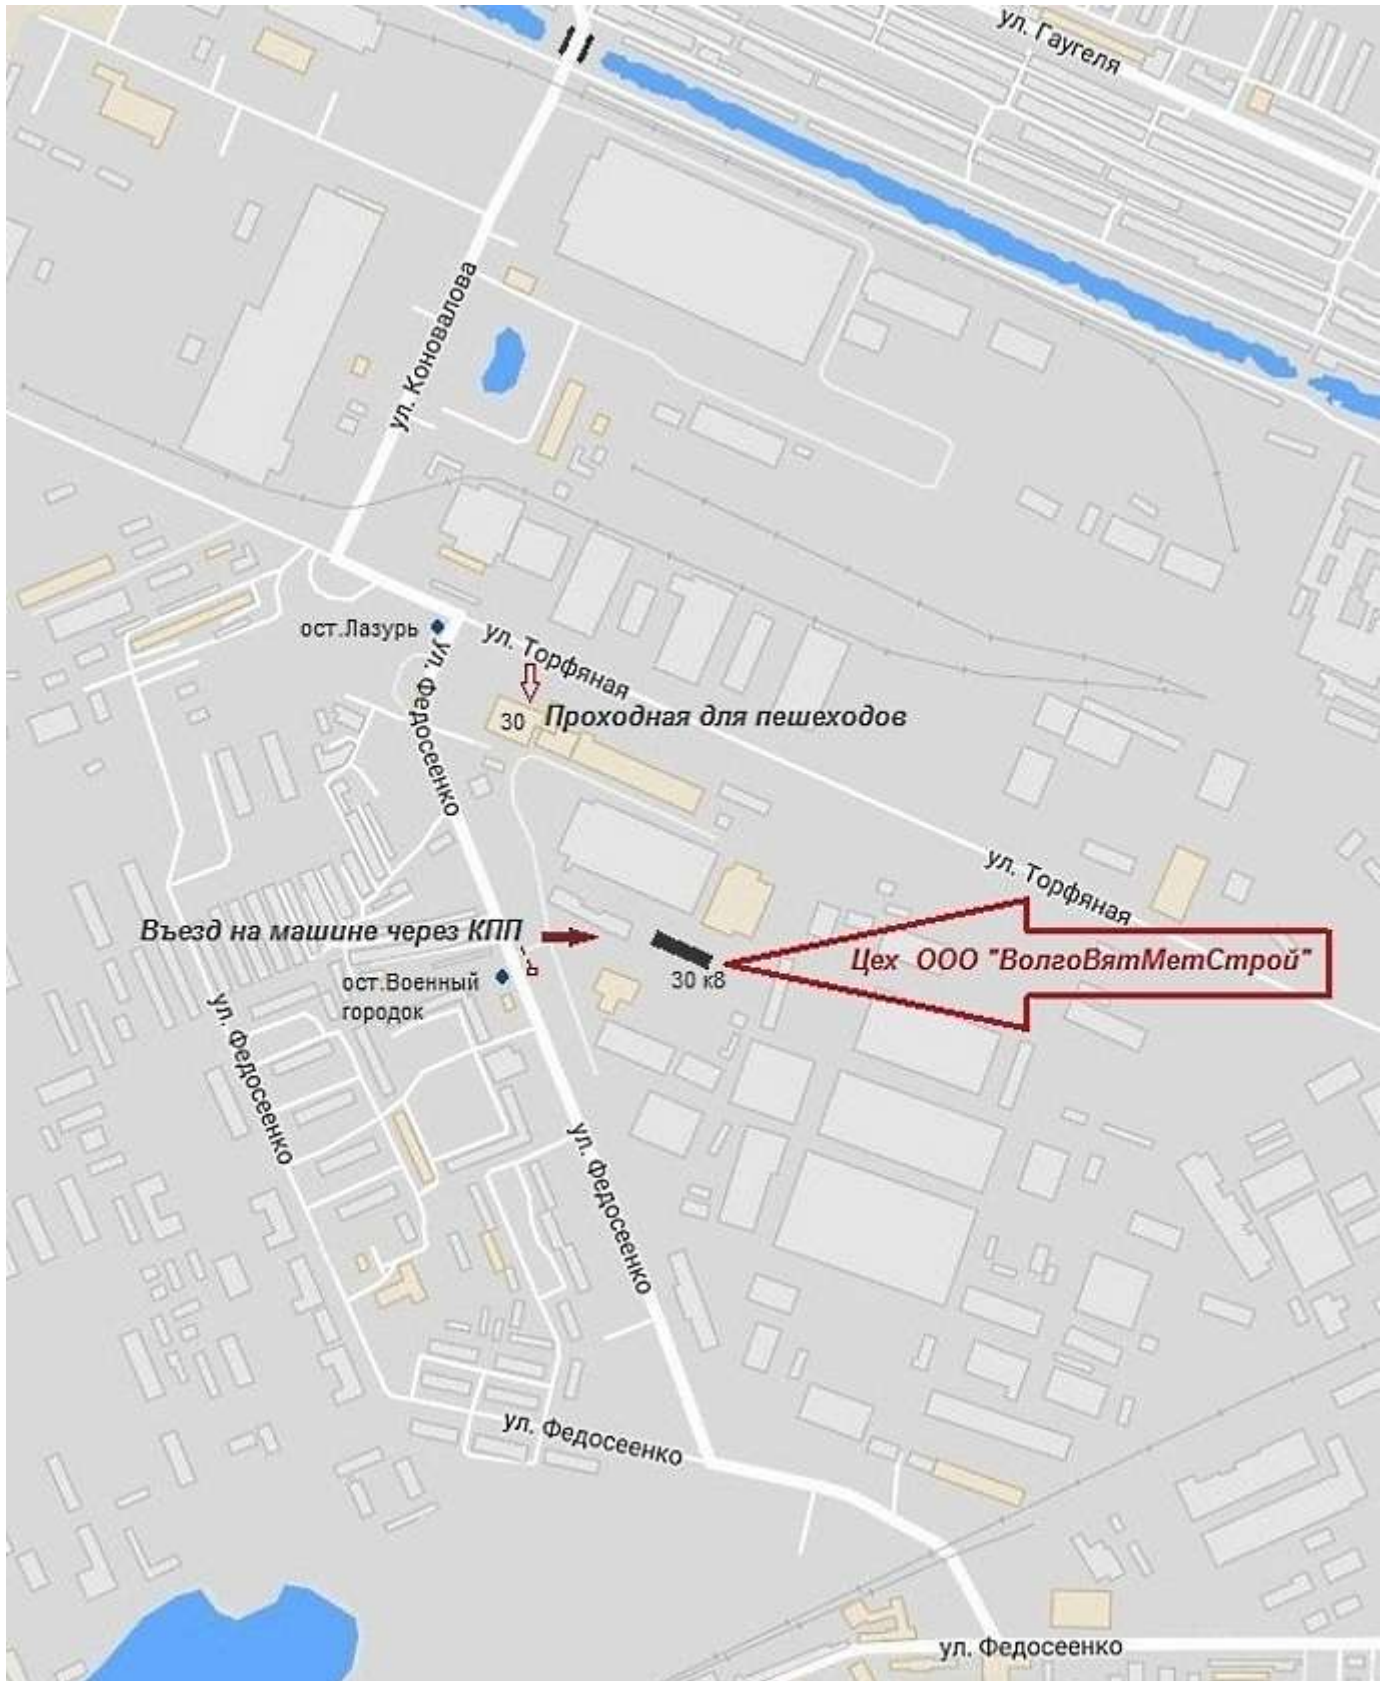 ул. Гаугеля
ул. Коновалова
ост.Лазурь
ул. Торфяная
ул. Федосеенко
30
Проходная для пешеходов
ул. Торфяная
Въезд на машине через КПП
Цех ООО "ВолгоВятМетСтрой"
ост.Военный
городок
30 к8
ул. Федосеенко
ул. Федосеенко
ул. Федосеенко
ул. Федосеенко